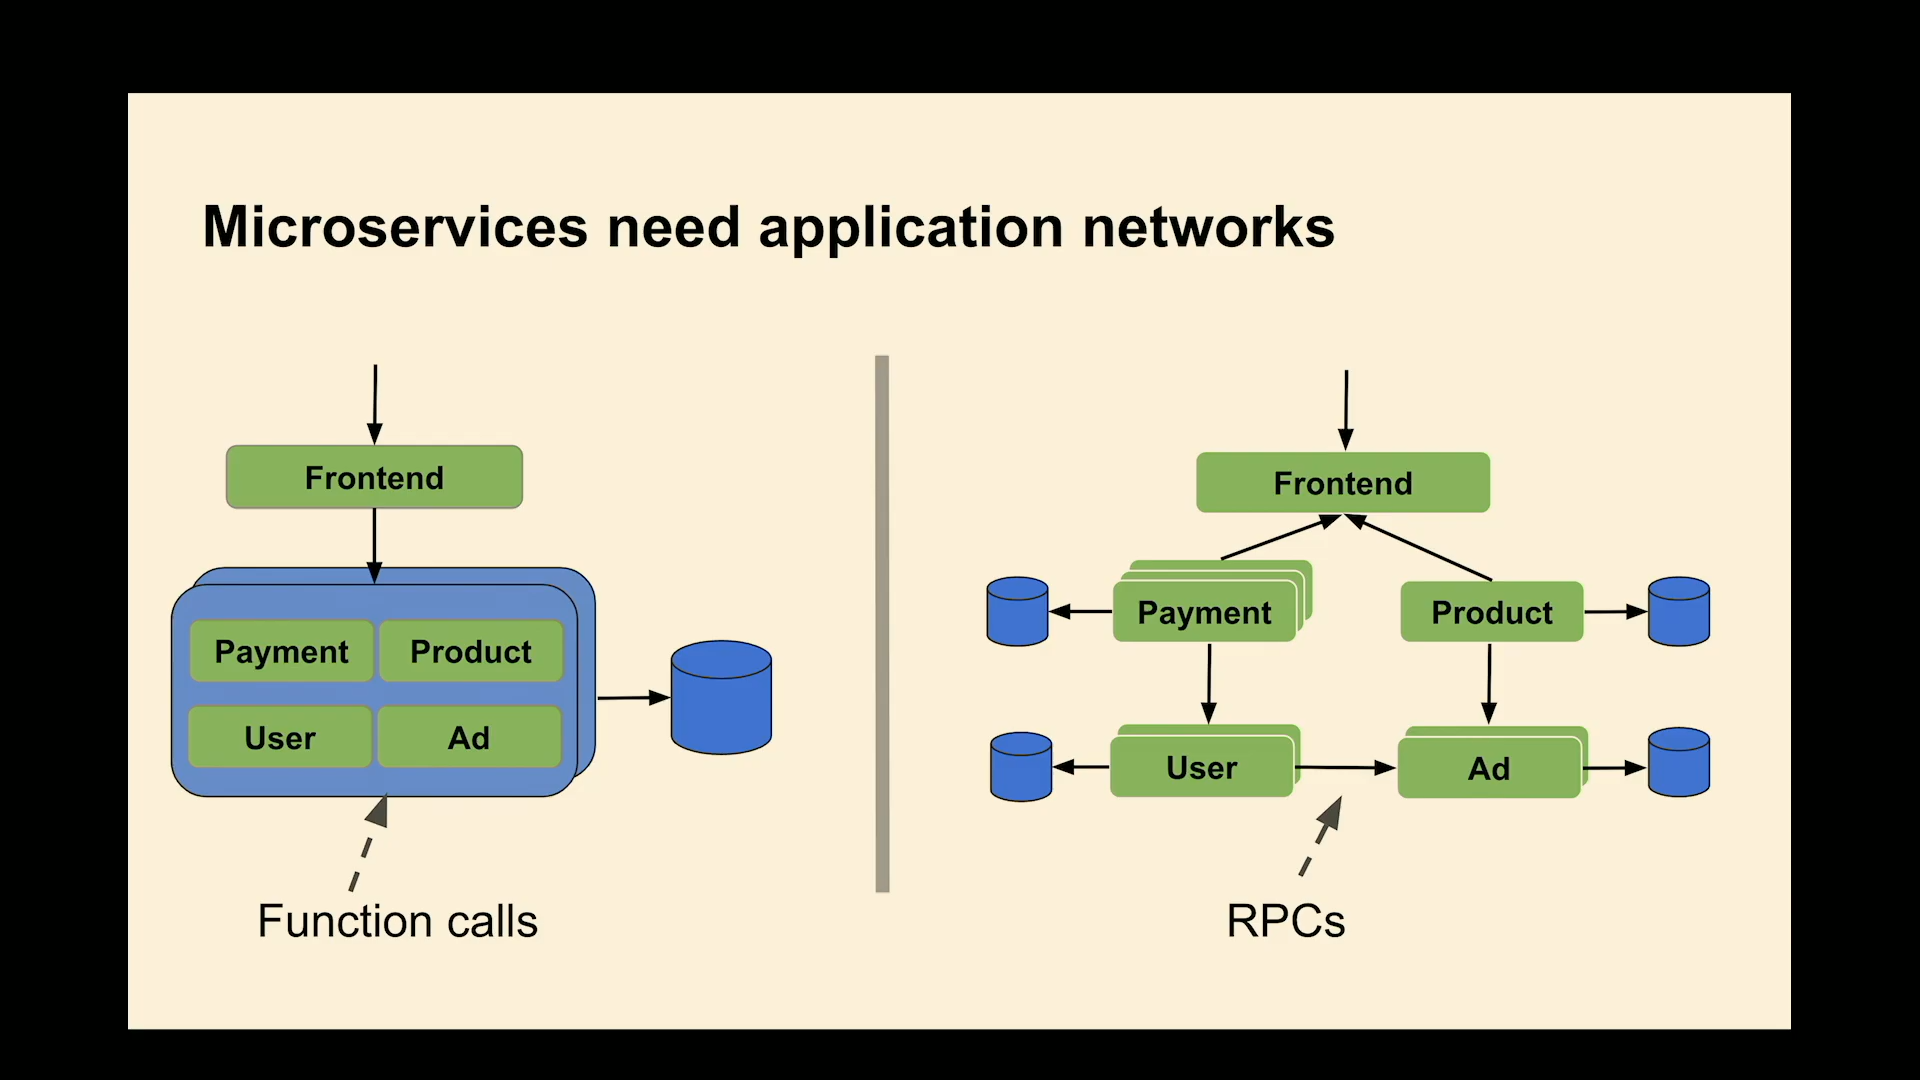 Microservices need application networks
Frontend
Payment Product
User Ad
Function calls
Frontend
Payment Product
User Ad
RPCs